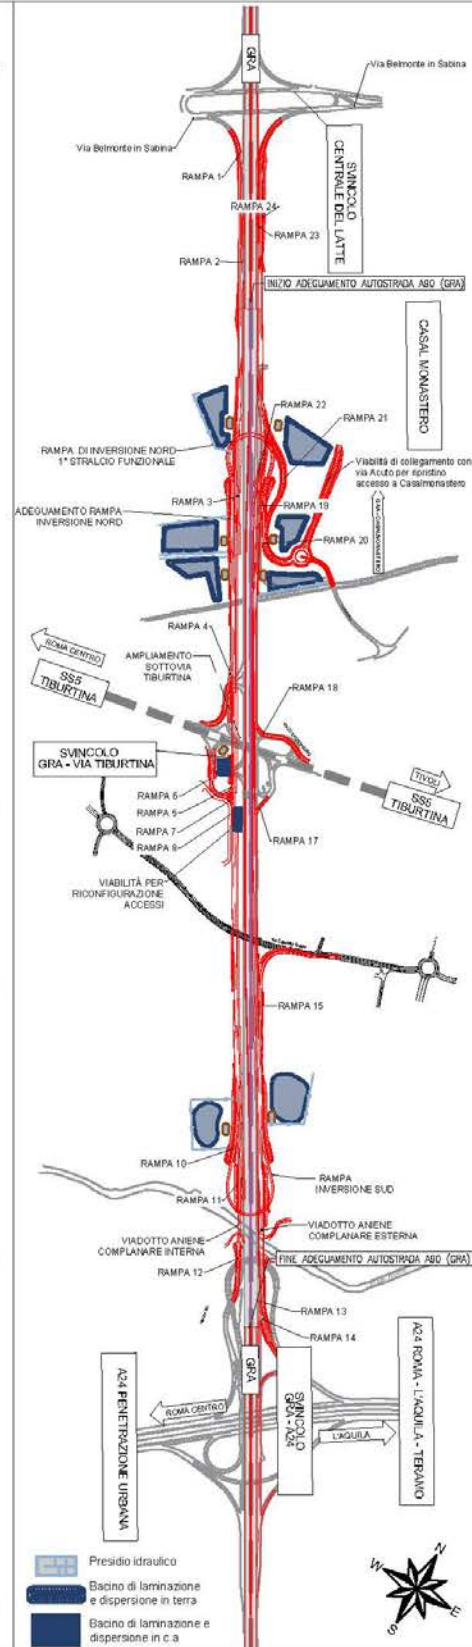 GRA
Via Belmonte in Sabina
Via Belmonte in Sabina
SVINCOLO
CENTRALE DEL LATTE
RAMPA 1
RAMPA 24
RAMPA 23
RAMPA 2
INIZIO ADEGUAMENTO AUTOSTRADA A90 (GRA)
CASAL MONASTERO
RAMPA 22
RAMPA 21
RAMPA DI INVERSIONE NORD
1° STRALCIO FUNZIONALE
Viabilità di collegamento con
via Acuto per ripristino
accesso a Casalmonastero
RAMPA 3
RAMPA 19
ADEGUAMENTO RAMPA
INVERSIONE NORD
RAMPA 20
GRA - CASALMONASTERO
RAMPA 4
ROMA CENTRO
AMPLIAMENTO
SOTTOVIA
TIBURTINA
RAMPA 18
SS5
TIBURTINA
SVINCOLO
GRA - VIA TIBURTINA
TIVOLI
SS5
TIBURTINA
RAMPA 6
RAMPA 5
RAMPA 7
RAMPA 8
RAMPA 17
VIABILITÀ PER
RICONFIGURAZIONE
ACCESSI
RAMPA 15
RAMPA 10
RAMPA
INVERSIONE SUD
RAMPA 11
VIADOTTO ANIENE
COMPLANARE ESTERNA
VIADOTTO ANIENE
COMPLANARE INTERNA
FINE ADEGUAMENTO AUTOSTRADA A90 (GRA)
RAMPA 12
RAMPA 13
RAMPA 14
GRA
A24 PENETRAZIONE URBANA
ROMA CENTRO
SVINCOLO
GRA - A24
L'AQUILA
A24 ROMA - L'AQUILA - TERAMO
Presidio idraulico
Bacino di laminazione
e dispersione in terra
Bacino di laminazione e
dispersione in c.a
N
W
E
S